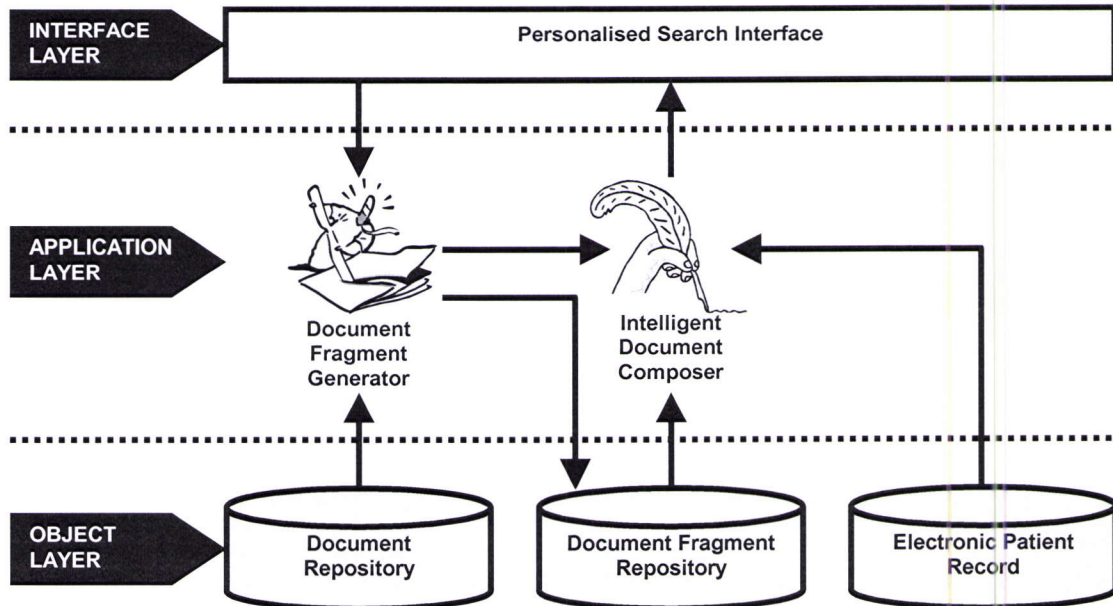 INTERFACE
LAYER
Personalised Search Interface
APPLICATION
LAYER
Document
Fragment
Generator
Intelligent
Document
Composer
OBJECT
LAYER
Document
Repository
Document Fragment
Repository
Electronic Patient
Record